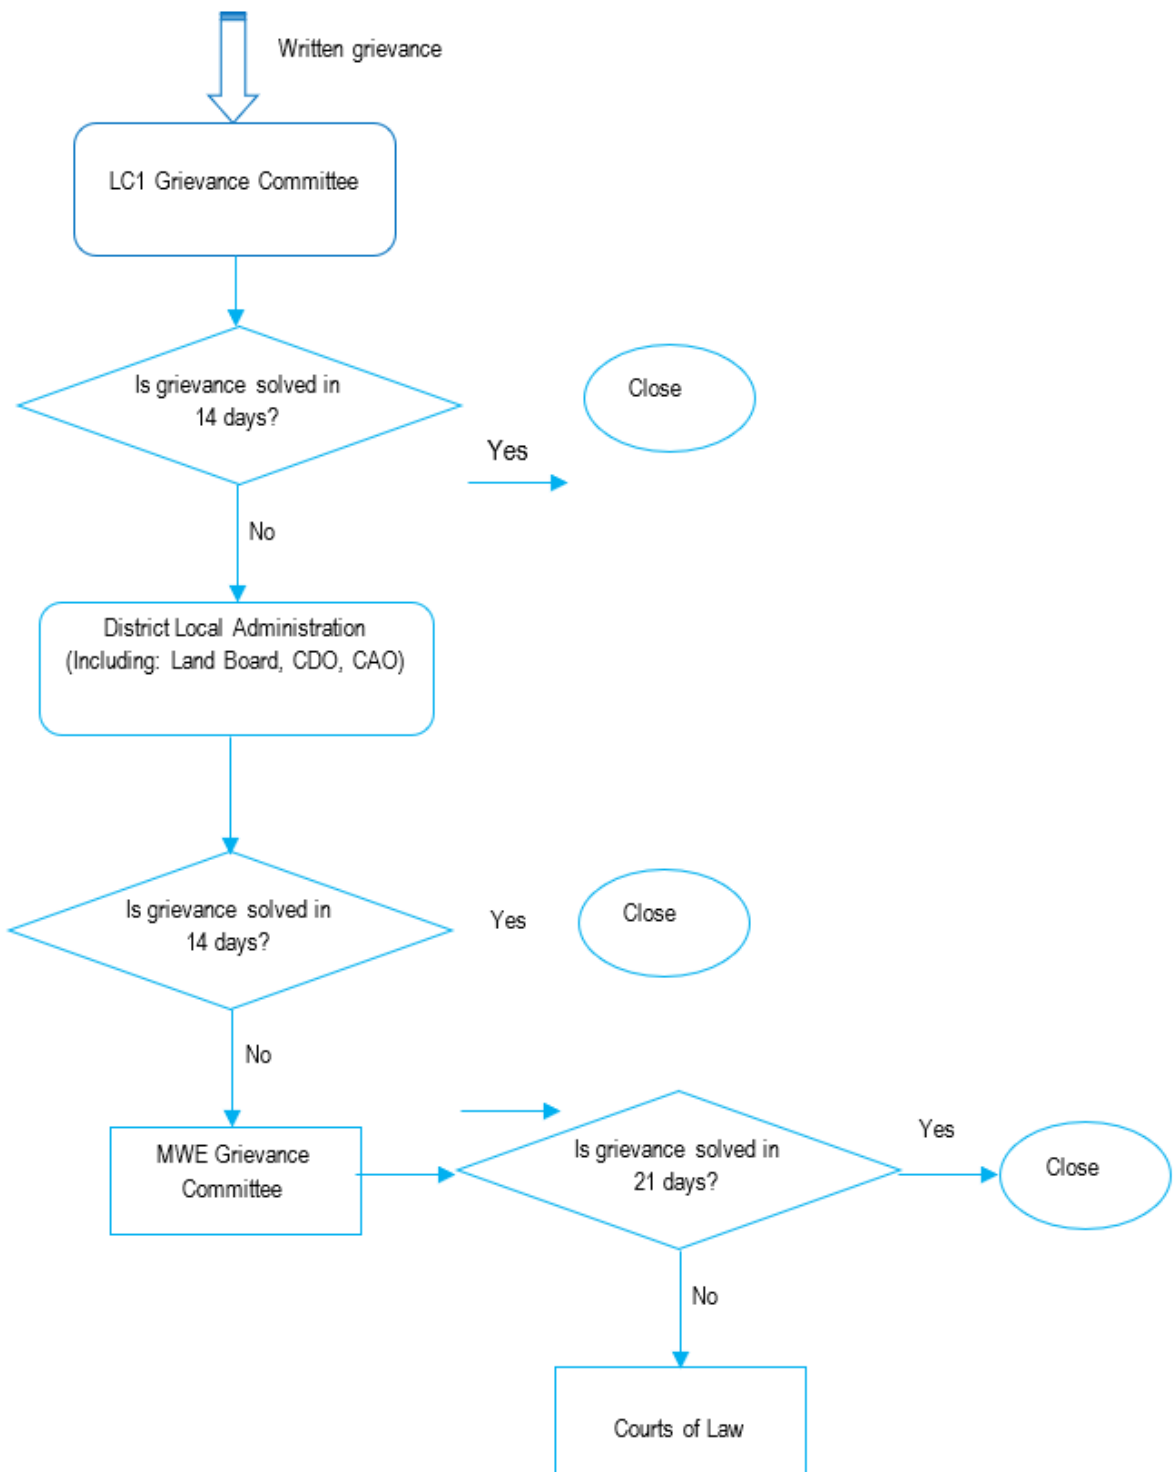 Written grievance
LC1 Grievance Committee
Is grievance solved in
14 days?
Close
Yes
No
District Local Administration
(Including: Land Board, CDO, CAO)
Is grievance solved in
14 days?
Yes
Close
No
MWE Grievance
Committee
Is grievance solved in
21 days?
Yes
Close
No
Courts of Law